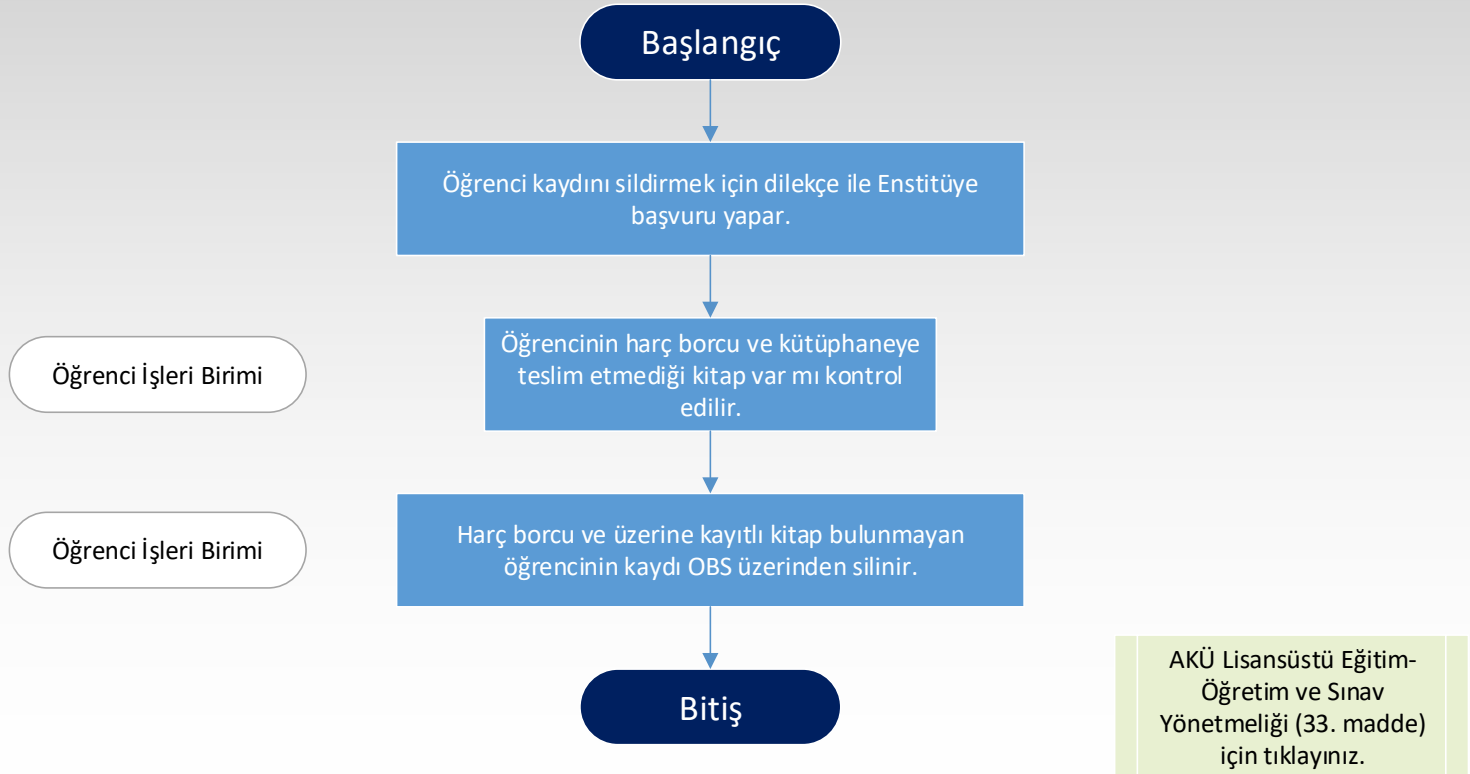 Başlangıç
Öğrenci kaydını sildirmek için dilekçe ile Enstitüye
başvuru yapar.
Öğrenci İşleri Birimi
Öğrencinin harç borcu ve kütüphaneye
teslim etmediği kitap var mı kontrol
edilir.
Öğrenci İşleri Birimi
Harç borcu ve üzerine kayıtlı kitap bulunmayan
öğrencinin kaydı OBS üzerinden silinir.
Bitiş
AKÜ Lisansüstü Eğitim-
Öğretim ve Sınav
Yönetmeliği (33. madde)
için tıklayınız.